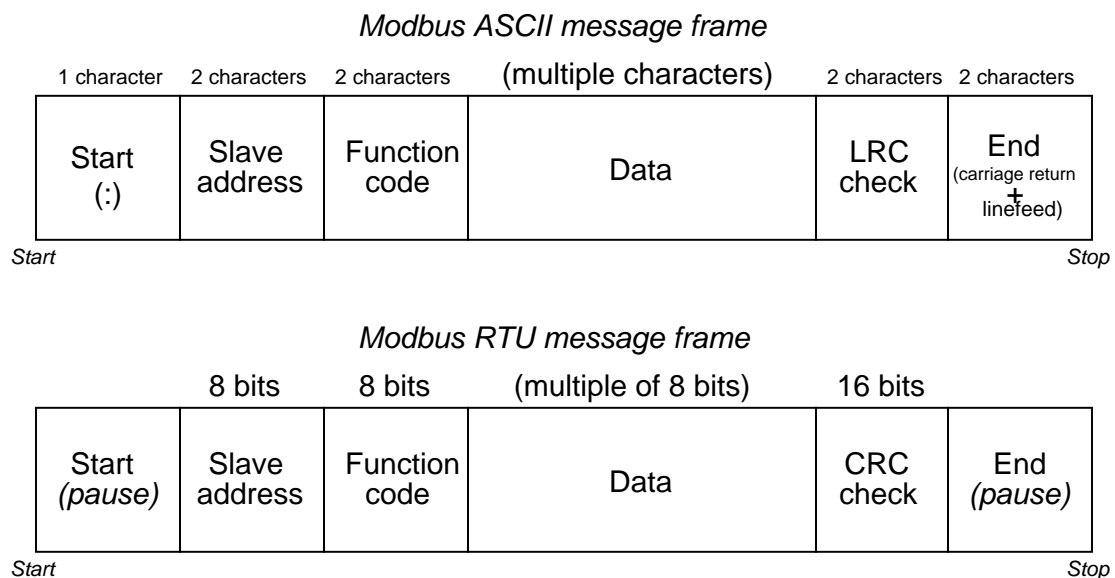 Modbus ASCII message frame
1 character 2 characters 2 characters (multiple characters) 2 characters 2 characters
Start
(:)
Slave
address
Function
code
Data
LRC
check
End
(carriage return
+
linefeed)
Start Stop
Modbus RTU message frame
8 bits 8 bits (multiple of 8 bits) 16 bits
Start
(pause)
Slave
address
Function
code
Data
CRC
check
End
(pause)
Start Stop